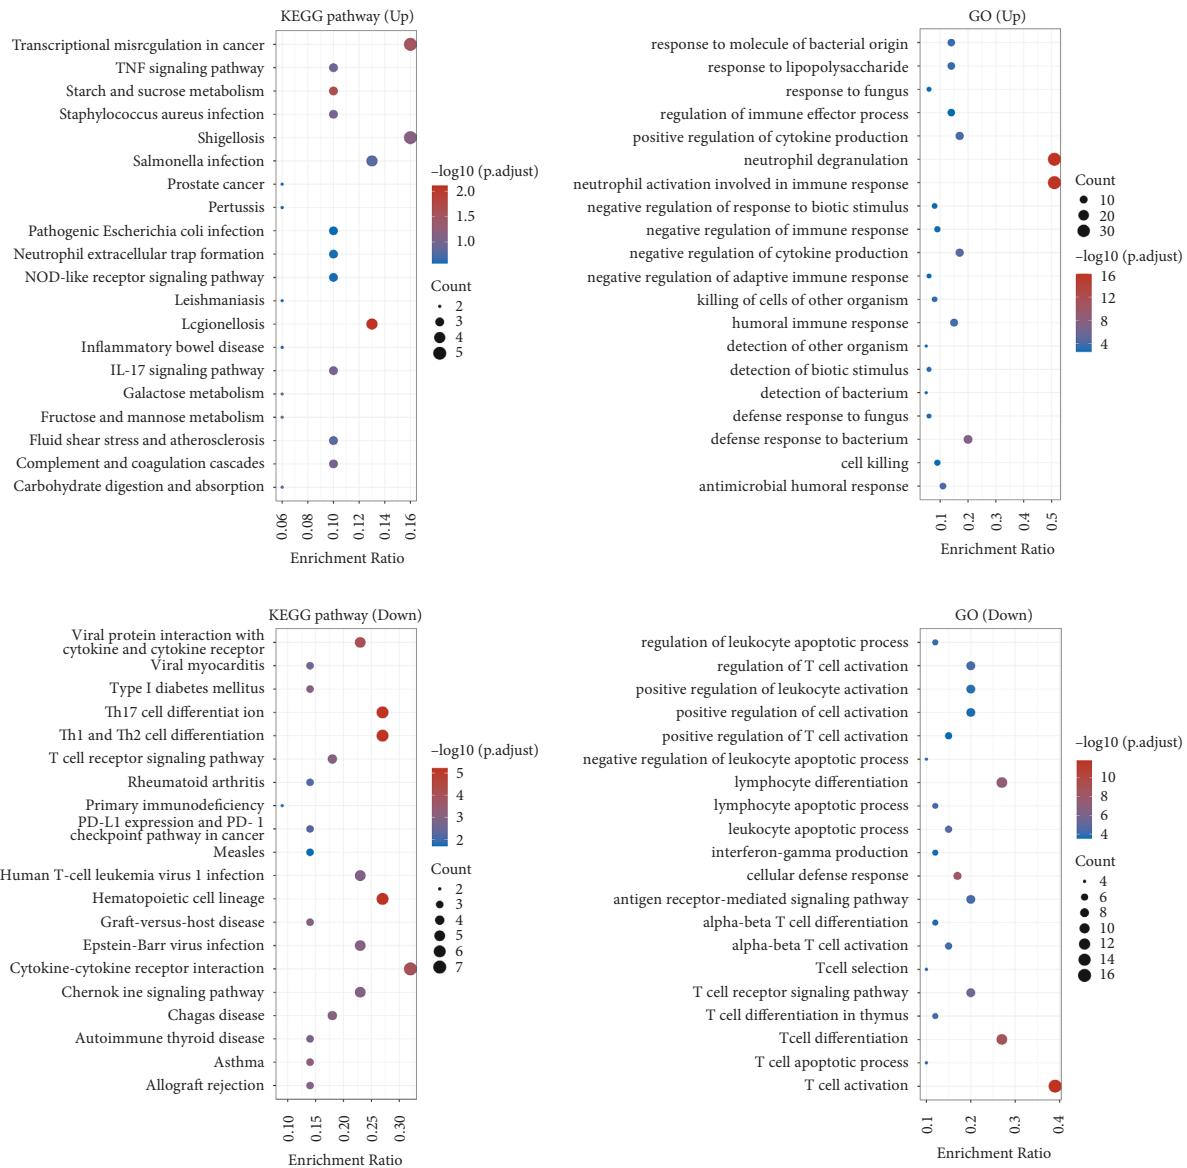 KEGG pathway (Up)
Transcriptional misrcgulation in cancer
TNF signaling pathway
Starch and sucrose metabolism
Staphylococcus aureus infection
Shigellosis
Salmonella infection
Prostate cancer
Pertussis
Pathogenic Escherichia coli infection
Neutrophil extracellular trap formation
NOD-like receptor signaling pathway
Leishmaniasis
Lcgionellosis
Inflammatory bowel disease
IL-17 signaling pathway
Galactose metabolism
Fructose and mannose metabolism
Fluid shear stress and atherosclerosis
Complement and coagulation cascades
Carbohydrate digestion and absorption
0.06 0.08 0.10 0.12 0.14 0.16
Enrichment Ratio
−log10 (p.adjust)
2.0
1.5
1.0
Count
2
3
4
5
GO (Up)
response to molecule of bacterial origin
response to lipopolysaccharide
response to fungus
regulation of immune effector process
positive regulation of cytokine production
neutrophil degranulation
neutrophil activation involved in immune response
negative regulation of response to biotic stimulus
negative regulation of immune response
negative regulation of cytokine production
negative regulation of adaptive immune response
killing of cells of other organism
humoral immune response
detection of other organism
detection of biotic stimulus
detection of bacterium
defense response to fungus
defense response to bacterium
cell killing
antimicrobial humoral response
0.1 0.2 0.3 0.4 0.5
Enrichment Ratio
Count
10
20
30
−log10 (p.adjust)
16
12
8
4
KEGG pathway (Down)
Viral protein interaction with
cytokine and cytokine receptor
Viral myocarditis
Type I diabetes mellitus
Th17 cell differentiat ion
Th1 and Th2 cell differentiation
T cell receptor signaling pathway
Rheumatoid arthritis
Primary immunodeficiency
PD-L1 expression and PD- 1
checkpoint pathway in cancer
Measles
Human T-cell leukemia virus 1 infection
Hematopoietic cell lineage
Graft-versus-host disease
Epstein-Barr virus infection
Cytokine-cytokine receptor interaction
Chernok ine signaling pathway
Chagas disease
Autoimmune thyroid disease
Asthma
Allograft rejection
0.10 0.15 0.20 0.25 0.30
Enrichment Ratio
−log10 (p.adjust)
5
4
3
2
Count
2
3
4
5
6
7
GO (Down)
regulation of leukocyte apoptotic process
regulation of T cell activation
positive regulation of leukocyte activation
positive regulation of cell activation
positive regulation of T cell activation
negative regulation of leukocyte apoptotic process
lymphocyte differentiation
lymphocyte apoptotic process
leukocyte apoptotic process
interferon-gamma production
cellular defense response
antigen receptor-mediated signaling pathway
alpha-beta T cell differentiation
alpha-beta T cell activation
Tcell selection
T cell receptor signaling pathway
T cell differentiation in thymus
Tcell differentiation
T cell apoptotic process
T cell activation
0.1 0.2 0.3 0.4
Enrichment Ratio
−log10 (p.adjust)
10
8
6
4
Count
4
6
8
10
12
14
16